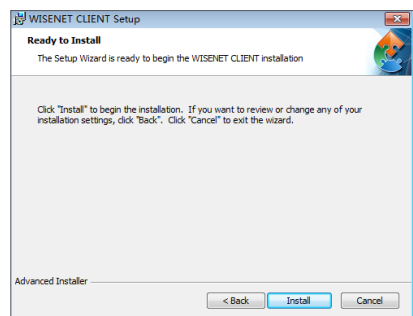 WISENET CLIENT Setup
Ready to Install
The Setup Wizard is ready to begin the WISENET CLIENT installation
Click "Install" to begin the installation. If you want to review or change any of your
installation settings, click "Back". Click "Cancel" to exit the wizard.
Advanced Installer
< Back Install Cancel